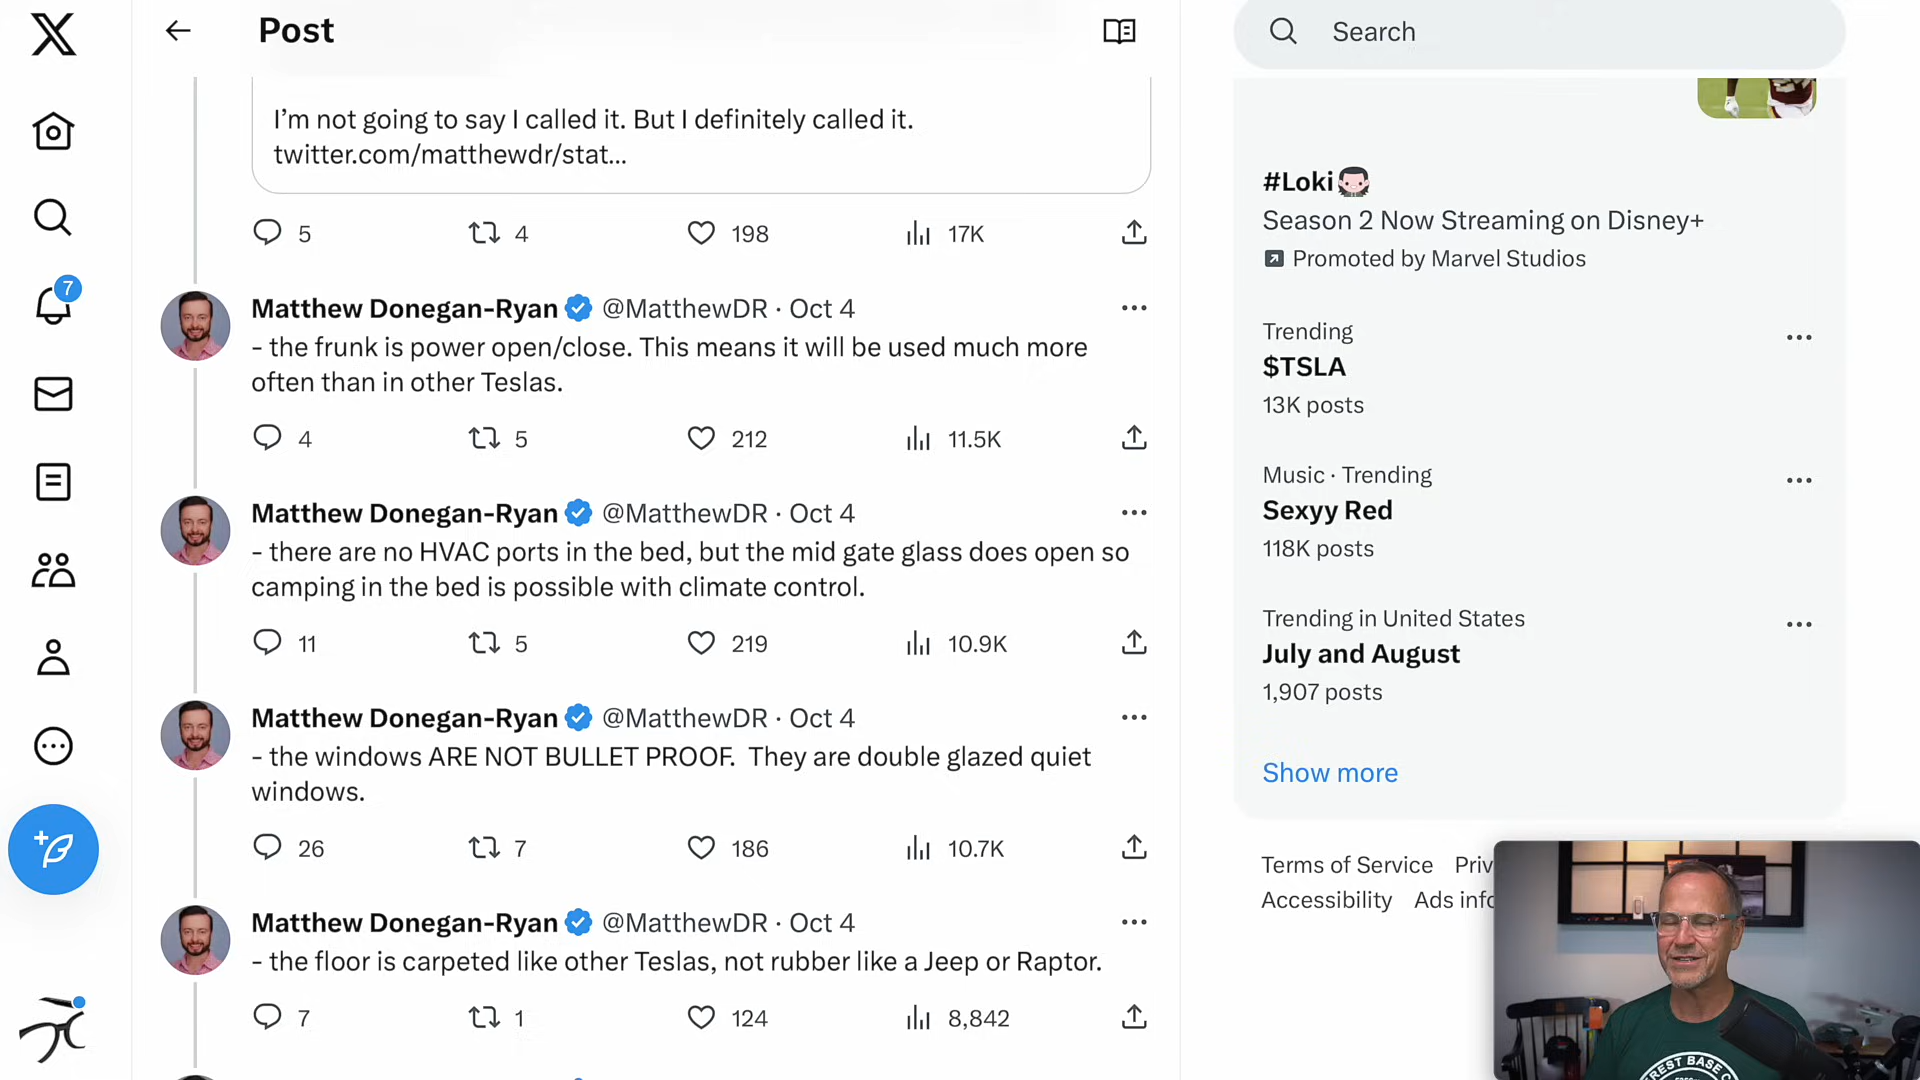 Post
Search
I’m not going to say I called it. But I definitely called it.
twitter.com/matthewdr/stat...
5 4 198 17K
Matthew Donegan-Ryan @MatthewDR · Oct 4
- the frunk is power open/close. This means it will be used much more
often than in other Teslas.
4 5 212 11.5K
Matthew Donegan-Ryan @MatthewDR · Oct 4
- there are no HVAC ports in the bed, but the mid gate glass does open so
camping in the bed is possible with climate control.
11 5 219 10.9K
Matthew Donegan-Ryan @MatthewDR · Oct 4
- the windows ARE NOT BULLET PROOF.  They are double glazed quiet
windows.
26 7 186 10.7K
Matthew Donegan-Ryan @MatthewDR · Oct 4
- the floor is carpeted like other Teslas, not rubber like a Jeep or Raptor.
7 1 124 8,842
7
#Loki
Season 2 Now Streaming on Disney+
Promoted by Marvel Studios
Trending
$TSLA
13K posts
Music · Trending
Sexyy Red
118K posts
Trending in United States
July and August
1,907 posts
Show more
Terms of Service Priv
Accessibility Ads info